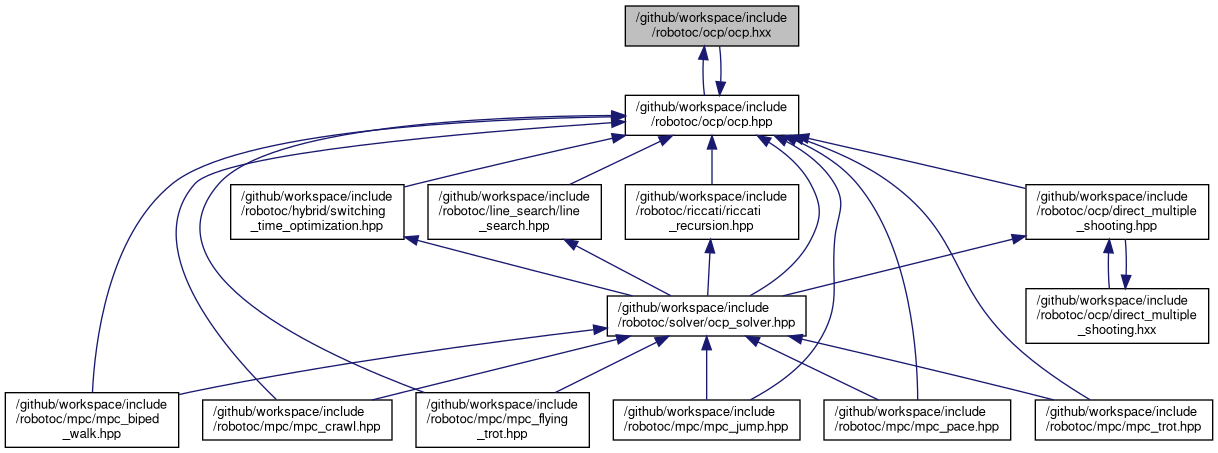 /github/workspace/include
/robotoc/ocp/ocp.hxx
/github/workspace/include
/robotoc/ocp/ocp.hpp
/github/workspace/include
/robotoc/hybrid/switching
_time_optimization.hpp
/github/workspace/include
/robotoc/line_search/line
_search.hpp
/github/workspace/include
/robotoc/riccati/riccati
_recursion.hpp
/github/workspace/include
/robotoc/ocp/direct_multiple
_shooting.hpp
/github/workspace/include
/robotoc/solver/ocp_solver.hpp
/github/workspace/include
/robotoc/ocp/direct_multiple
_shooting.hxx
/github/workspace/include
/robotoc/mpc/mpc_biped
_walk.hpp
/github/workspace/include
/robotoc/mpc/mpc_crawl.hpp
/github/workspace/include
/robotoc/mpc/mpc_flying
_trot.hpp
/github/workspace/include
/robotoc/mpc/mpc_jump.hpp
/github/workspace/include
/robotoc/mpc/mpc_pace.hpp
/github/workspace/include
/robotoc/mpc/mpc_trot.hpp